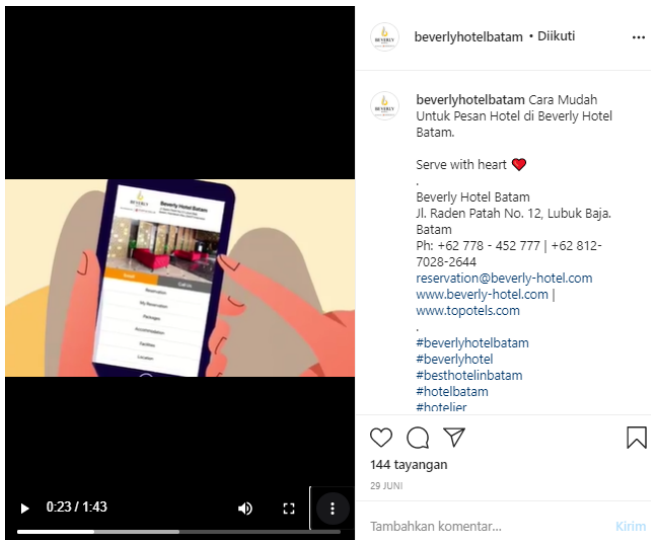 beverlyhotelbatam • Diikuti
beverlyhotelbatam Cara Mudah
Untuk Pesan Hotel di Beverly Hotel
Batam.
Serve with heart ❤
.
Beverly Hotel Batam
Jl. Raden Patah No. 12, Lubuk Baja.
Batam
Ph: +62 778 - 452 777 | +62 812-
7028-2644
reservation@beverly-hotel.com
www.beverly-hotel.com |
www.topotels.com
.
#beverlyhotelbatam
#beverlyhotel
#besthotelinbatam
#hotelbatam
#hotelier
144 tayangan
29 JUNI
Tambahkan komentar...
Kirim
BEVERLY
Beverly Hotel Batam
Call Us
Reservation
My Reservation
Packages
Accommodation
Facilities
Location
0:23 / 1:43